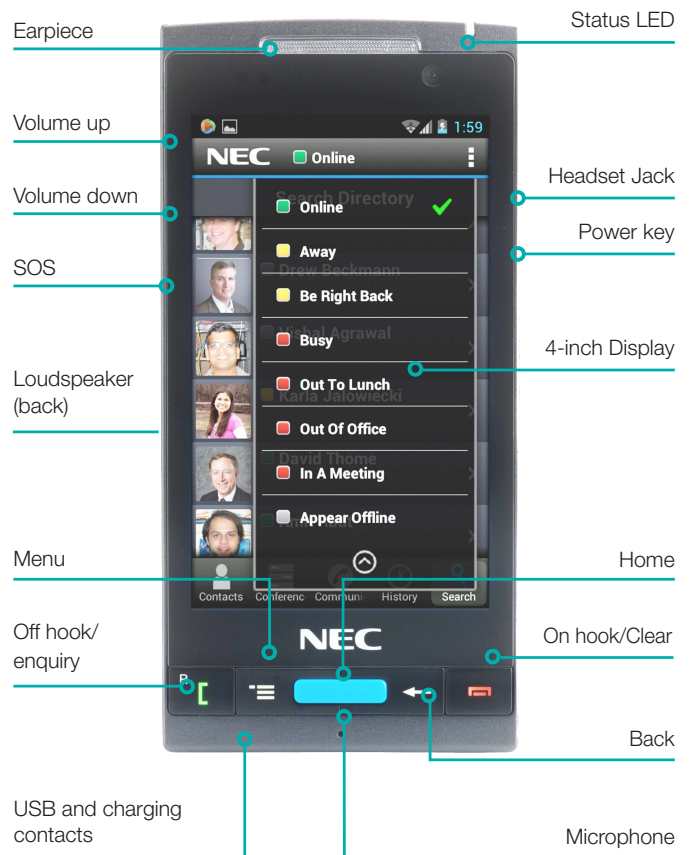 Earpiece
Status LED
Volume up
1:59
NEC Online
Headset Jack
Volume down
Search Directory
Online
Power key
Away
Drew Beckmann
SOS
Be Right Back
Vishal Agrawal
Busy
4-inch Display
Loudspeaker
(back)
Out To Lunch
Karla Jalowiecki
Out Of Office
David Thome
In A Meeting
Appear Offline
Menu
Home
Contacts Conferenc Communi History Search
Off hook/
enquiry
NEC
On hook/Clear
R
Back
USB and charging
contacts
Microphone